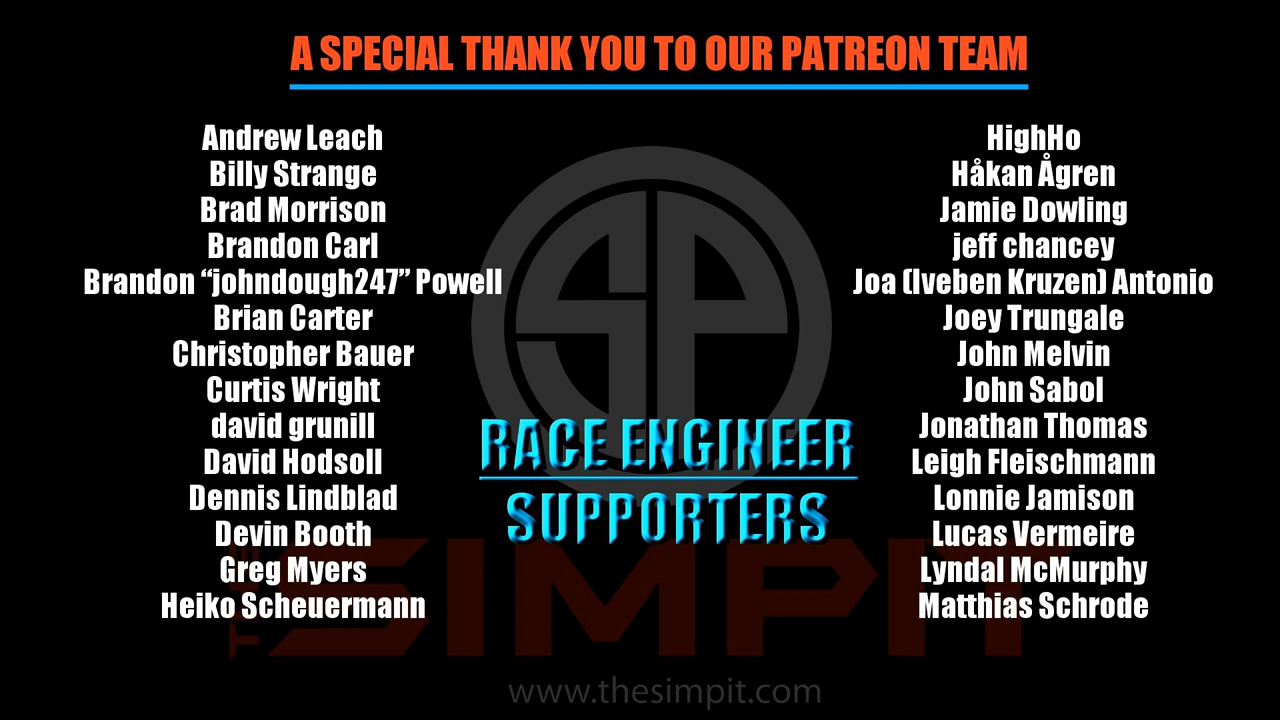 A SPECIAL THANK YOU TO OUR PATREON TEAM
Andrew Leach
Billy Strange
Brad Morrison
Brandon Carl
Brandon “johndough247” Powell
Brian Carter
Christopher Bauer
Curtis Wright
david grunill
David Hodsoll
Dennis Lindblad
Devin Booth
Greg Myers
Heiko Scheuermann
SP
RACE ENGINEER
SUPPORTERS
HighHo
Håkan Ågren
Jamie Dowling
jeff chancey
Joa (Iveben Kruzen) Antonio
Joey Trungale
John Melvin
John Sabol
Jonathan Thomas
Leigh Fleischmann
Lonnie Jamison
Lucas Vermeire
Lyndal McMurphy
Matthias Schrode
THE SIMPIT
www.thesimpit.com